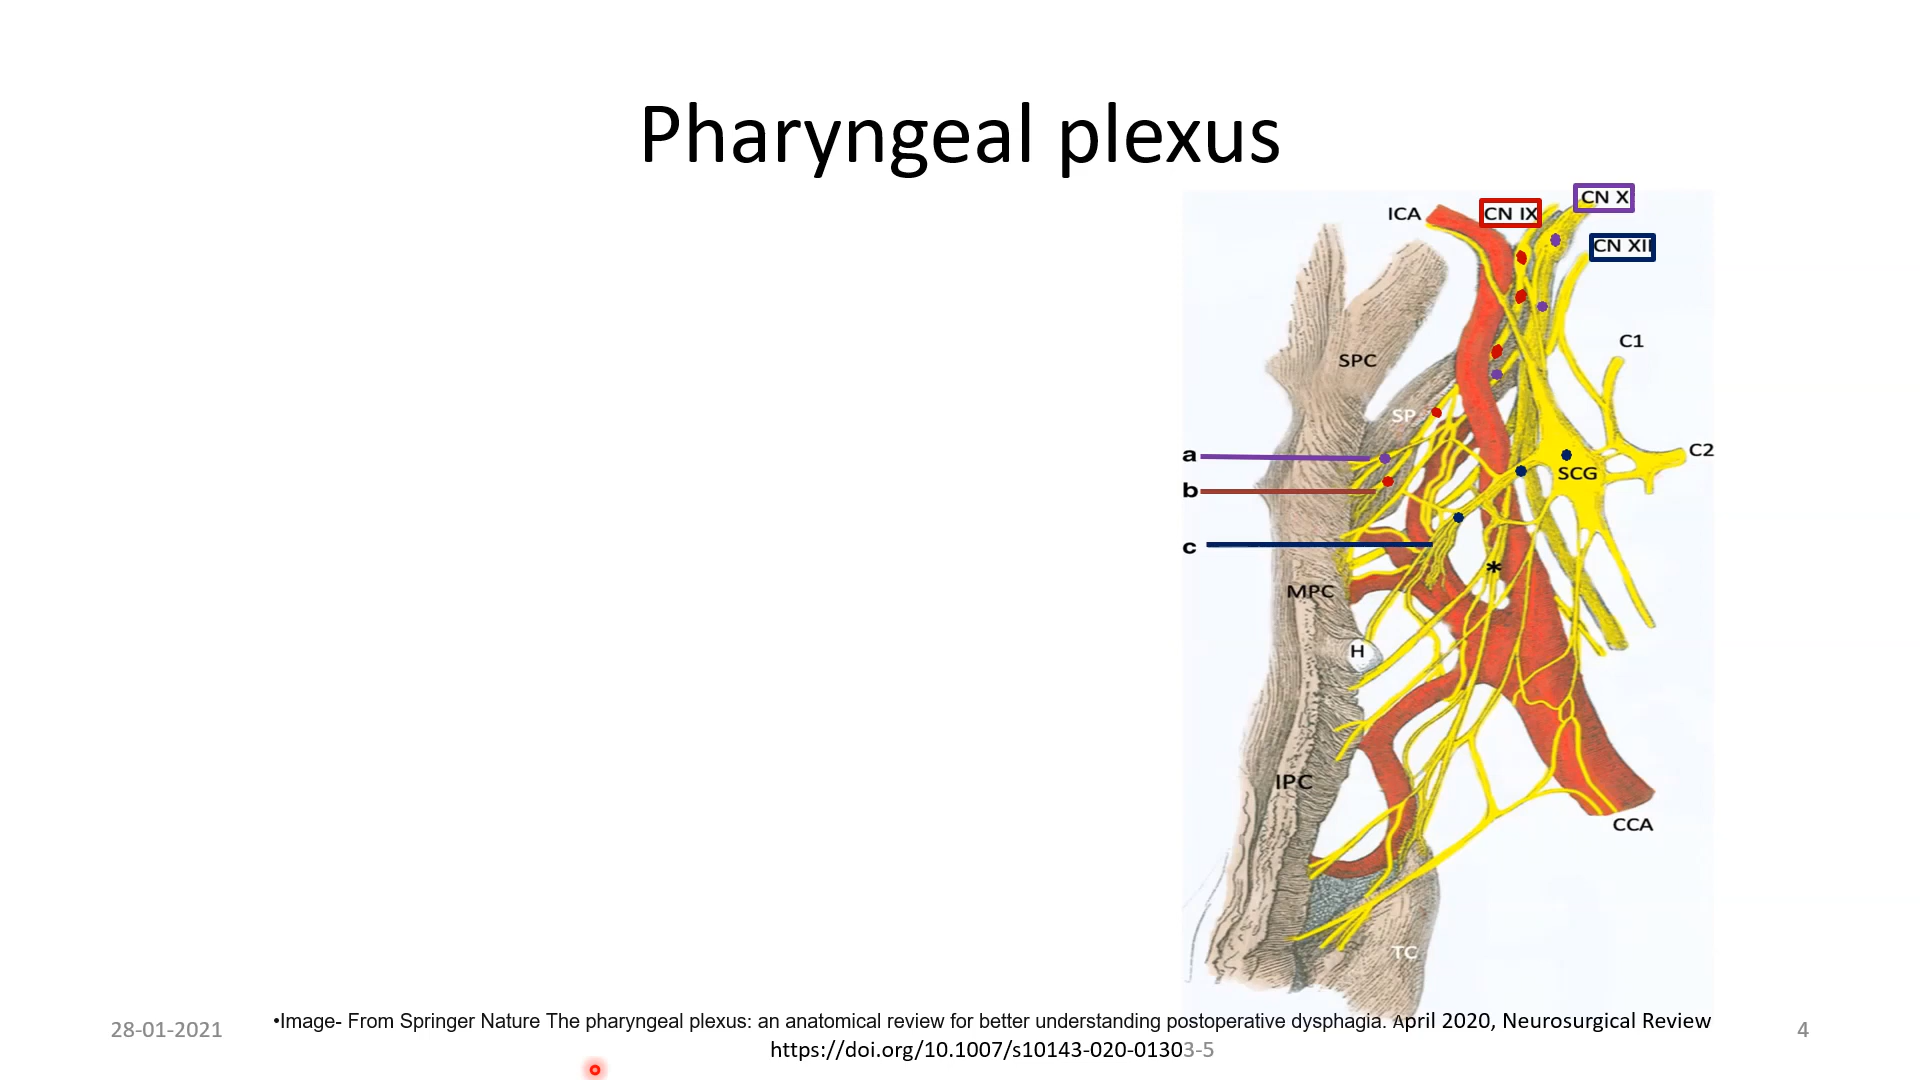 Pharyngeal plexus
CN X
ICA
CN IX
CN XII
C1
SPC
SP
a
C2
SCG
b
c
*
MPC
H
IPC
CCA
TC
•Image- From Springer Nature The pharyngeal plexus: an anatomical review for better understanding postoperative dysphagia. April 2020, Neurosurgical Review
https://doi.org/10.1007/s10143-020-01303-5
28-01-2021
4